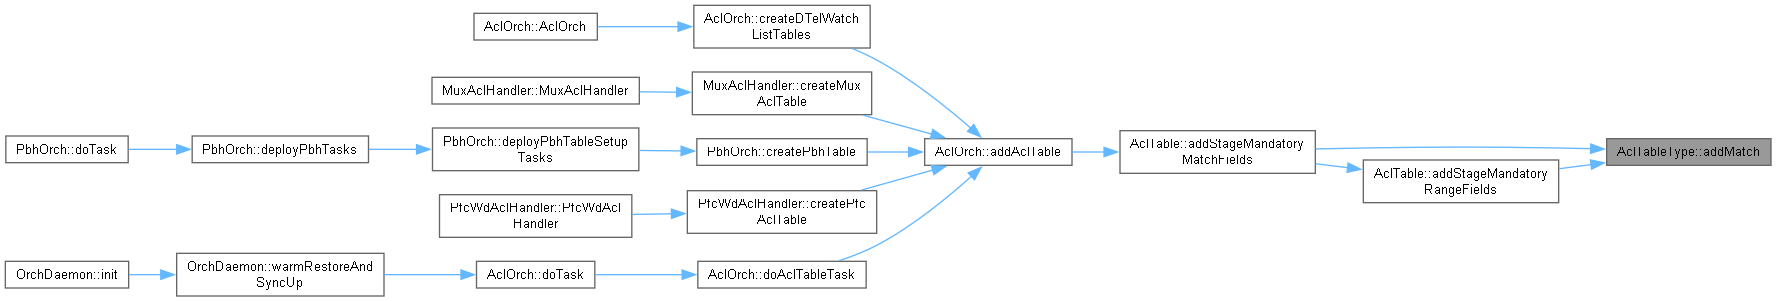 AclOrch::AclOrch
AclOrch::createDTelWatch
ListTables
MuxAclHandler::MuxAclHandler
MuxAclHandler::createMux
AclTable
PbhOrch::doTask
PbhOrch::deployPbhTasks
PbhOrch::deployPbhTableSetup
Tasks
PbhOrch::createPbhTable
AclOrch::addAclTable
AclTable::addStageMandatory
MatchFields
AclTableType::addMatch
AclTable::addStageMandatory
RangeFields
PfcWdAclHandler::PfcWdAcl
Handler
PfcWdAclHandler::createPfc
AclTable
OrchDaemon::init
OrchDaemon::warmRestoreAnd
SyncUp
AclOrch::doTask
AclOrch::doAclTableTask